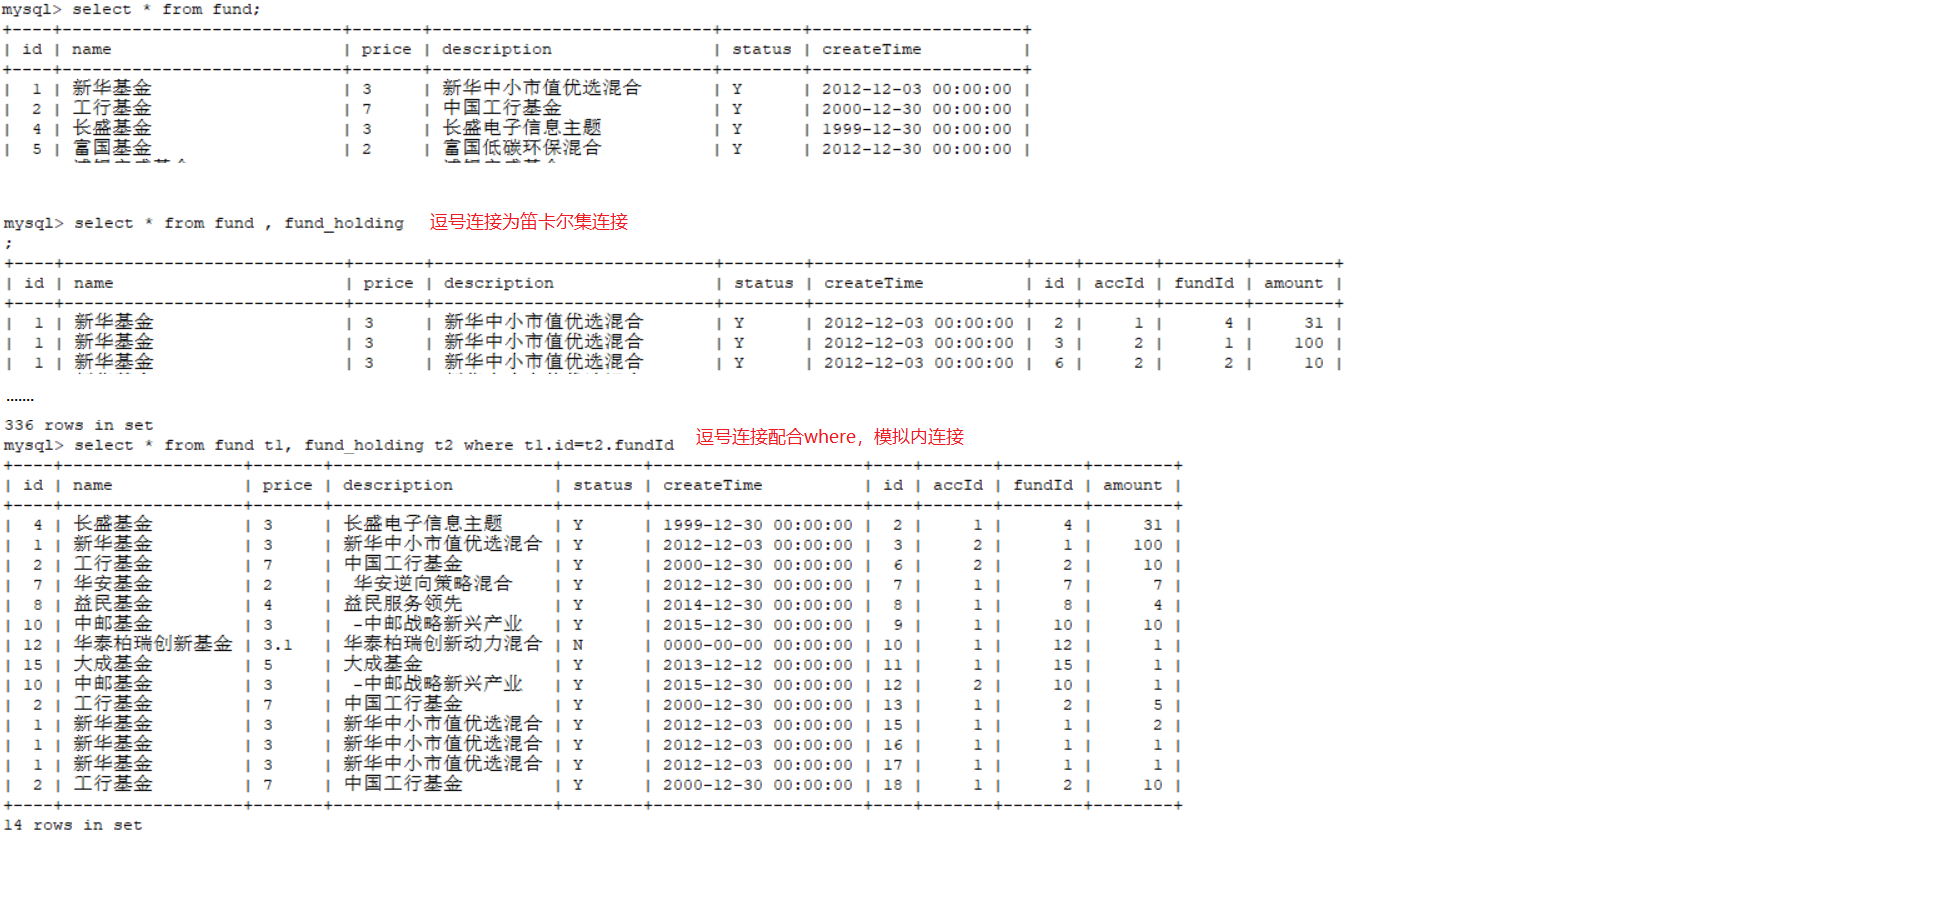 mysql> select * from fund;
+----+----------------------------+-------+----------------------------+--------+---------------------+
| id | name | price | description | status | createTime |
+----+----------------------------+-------+----------------------------+--------+---------------------+
| 1 | 新华基金 | 3 | 新华中小市值优选混合 | Y | 2012-12-03 00:00:00 |
| 2 | 工行基金 | 7 | 中国工行基金 | Y | 2000-12-30 00:00:00 |
| 4 | 长盛基金 | 3 | 长盛电子信息主题 | Y | 1999-12-30 00:00:00 |
| 5 | 富国基金 | 2 | 富国低碳环保混合 | Y | 2012-12-30 00:00:00 |
mysql> select * from fund , fund_holding 逗号连接为笛卡尔集连接
;
+----+----------------------------+-------+----------------------------+--------+---------------------+----+-------+--------+--------+
| id | name | price | description | status | createTime | id | accId | fundId | amount |
+----+----------------------------+-------+----------------------------+--------+---------------------+----+-------+--------+--------+
| 1 | 新华基金 | 3 | 新华中小市值优选混合 | Y | 2012-12-03 00:00:00 | 2 | 1 | 4 | 31 |
| 1 | 新华基金 | 3 | 新华中小市值优选混合 | Y | 2012-12-03 00:00:00 | 3 | 2 | 1 | 100 |
| 1 | 新华基金 | 3 | 新华中小市值优选混合 | Y | 2012-12-03 00:00:00 | 6 | 2 | 2 | 10 |
.......
336 rows in set
mysql> select * from fund t1, fund_holding t2 where t1.id=t2.fundId 逗号连接配合where，模拟内连接
+----+------------------+-------+----------------------+--------+---------------------+----+-------+--------+--------+
| id | name | price | description | status | createTime | id | accId | fundId | amount |
+----+------------------+-------+----------------------+--------+---------------------+----+-------+--------+--------+
| 4 | 长盛基金 | 3 | 长盛电子信息主题 | Y | 1999-12-30 00:00:00 | 2 | 1 | 4 | 31 |
| 1 | 新华基金 | 3 | 新华中小市值优选混合 | Y | 2012-12-03 00:00:00 | 3 | 2 | 1 | 100 |
| 2 | 工行基金 | 7 | 中国工行基金 | Y | 2000-12-30 00:00:00 | 6 | 2 | 2 | 10 |
| 7 | 华安基金 | 2 | 华安逆向策略混合 | Y | 2012-12-30 00:00:00 | 7 | 1 | 7 | 7 |
| 8 | 益民基金 | 4 | 益民服务领先 | Y | 2014-12-30 00:00:00 | 8 | 1 | 8 | 4 |
| 10 | 中邮基金 | 3 | -中邮战略新兴产业 | Y | 2015-12-30 00:00:00 | 9 | 1 | 10 | 10 |
| 12 | 华泰柏瑞创新基金 | 3.1 | 华泰柏瑞创新动力混合 | N | 0000-00-00 00:00:00 | 10 | 1 | 12 | 1 |
| 15 | 大成基金 | 5 | 大成基金 | Y | 2013-12-12 00:00:00 | 11 | 1 | 15 | 1 |
| 10 | 中邮基金 | 3 | -中邮战略新兴产业 | Y | 2015-12-30 00:00:00 | 12 | 2 | 10 | 1 |
| 2 | 工行基金 | 7 | 中国工行基金 | Y | 2000-12-30 00:00:00 | 13 | 1 | 2 | 5 |
| 1 | 新华基金 | 3 | 新华中小市值优选混合 | Y | 2012-12-03 00:00:00 | 15 | 1 | 1 | 2 |
| 1 | 新华基金 | 3 | 新华中小市值优选混合 | Y | 2012-12-03 00:00:00 | 16 | 1 | 1 | 1 |
| 1 | 新华基金 | 3 | 新华中小市值优选混合 | Y | 2012-12-03 00:00:00 | 17 | 1 | 1 | 1 |
| 2 | 工行基金 | 7 | 中国工行基金 | Y | 2000-12-30 00:00:00 | 18 | 1 | 2 | 10 |
+----+------------------+-------+----------------------+--------+---------------------+----+-------+--------+--------+
14 rows in set